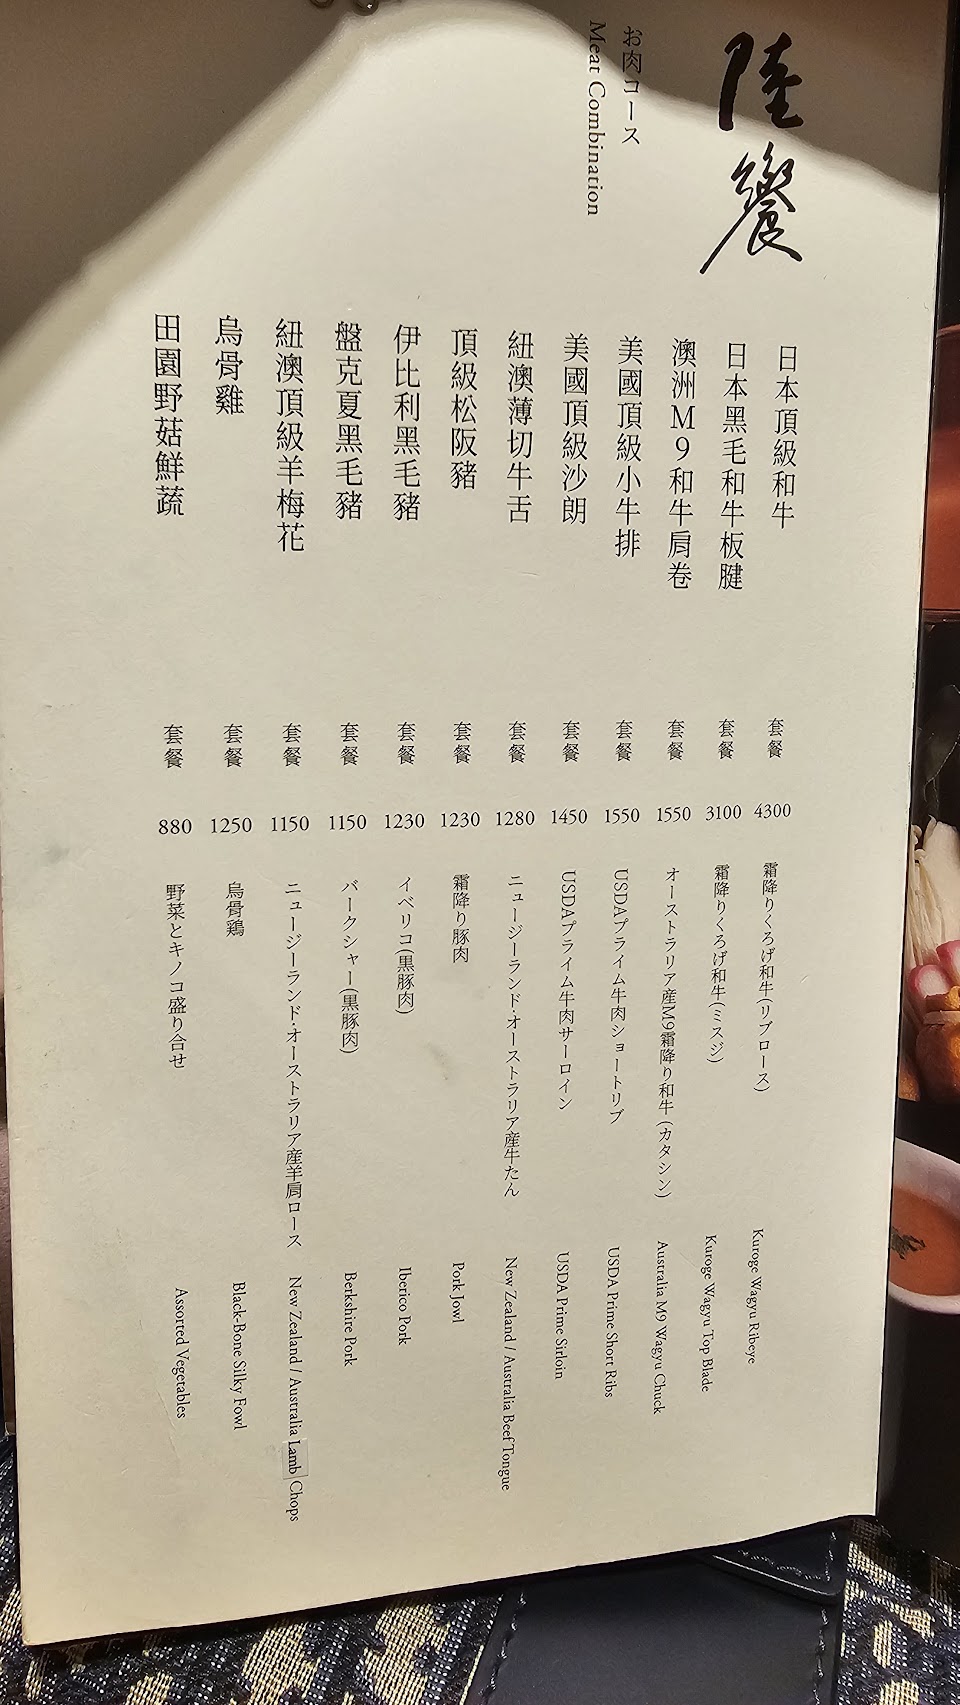 陸饗
お肉コース
Meat Combination
日本頂級和牛 套餐 4300 霜降りくろげ和牛(リブロース) Kuroge Wagyu Ribeye
日本黑毛和牛板腱 套餐 3100 霜降りくろげ和牛(ミスジ) Kuroge Wagyu Top Blade
澳洲M9和牛肩卷 套餐 1550 オーストラリア産M9霜降り和牛(カタシン) Australia M9 Wagyu Chuck
美國頂級小牛排 套餐 1550 USDAプライム牛肉ショートリブ USDA Prime Short Ribs
美國頂級沙朗 套餐 1450 USDAプライム牛肉サーロイン USDA Prime Sirloin
紐澳薄切牛舌 套餐 1280 ニュージーランド·オーストラリア産牛たん New Zealand / Australia Beef Tongue
頂級松阪豬 套餐 1230 霜降り豚肉 Pork Jowl
伊比利黑毛豬 套餐 1230 イベリコ(黒豚肉) Iberico Pork
盤克夏黑毛豬 套餐 1150 バークシャー(黒豚肉) Berkshire Pork
紐澳頂級羊梅花 套餐 1150 ニュージーランド·オーストラリア産羊肩ロース New Zealand / Australia Lamb Chops
烏骨雞 套餐 1250 烏骨鶏 Black-Bone Silky Fowl
田園野菇鮮蔬 套餐 880 野菜とキノコ盛り合せ Assorted Vegetables